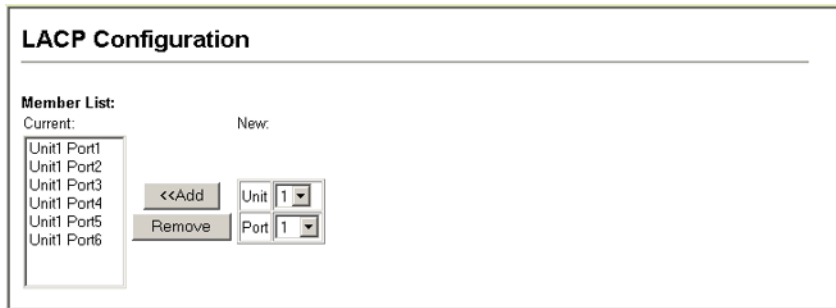 LACP Configuration
Member List:
Current:
New:
Unit1 Port1
Unit1 Port2
Unit1 Port3
Unit1 Port4
Unit1 Port5
Unit1 Port6
<<Add
Remove
Unit 1
Port 1